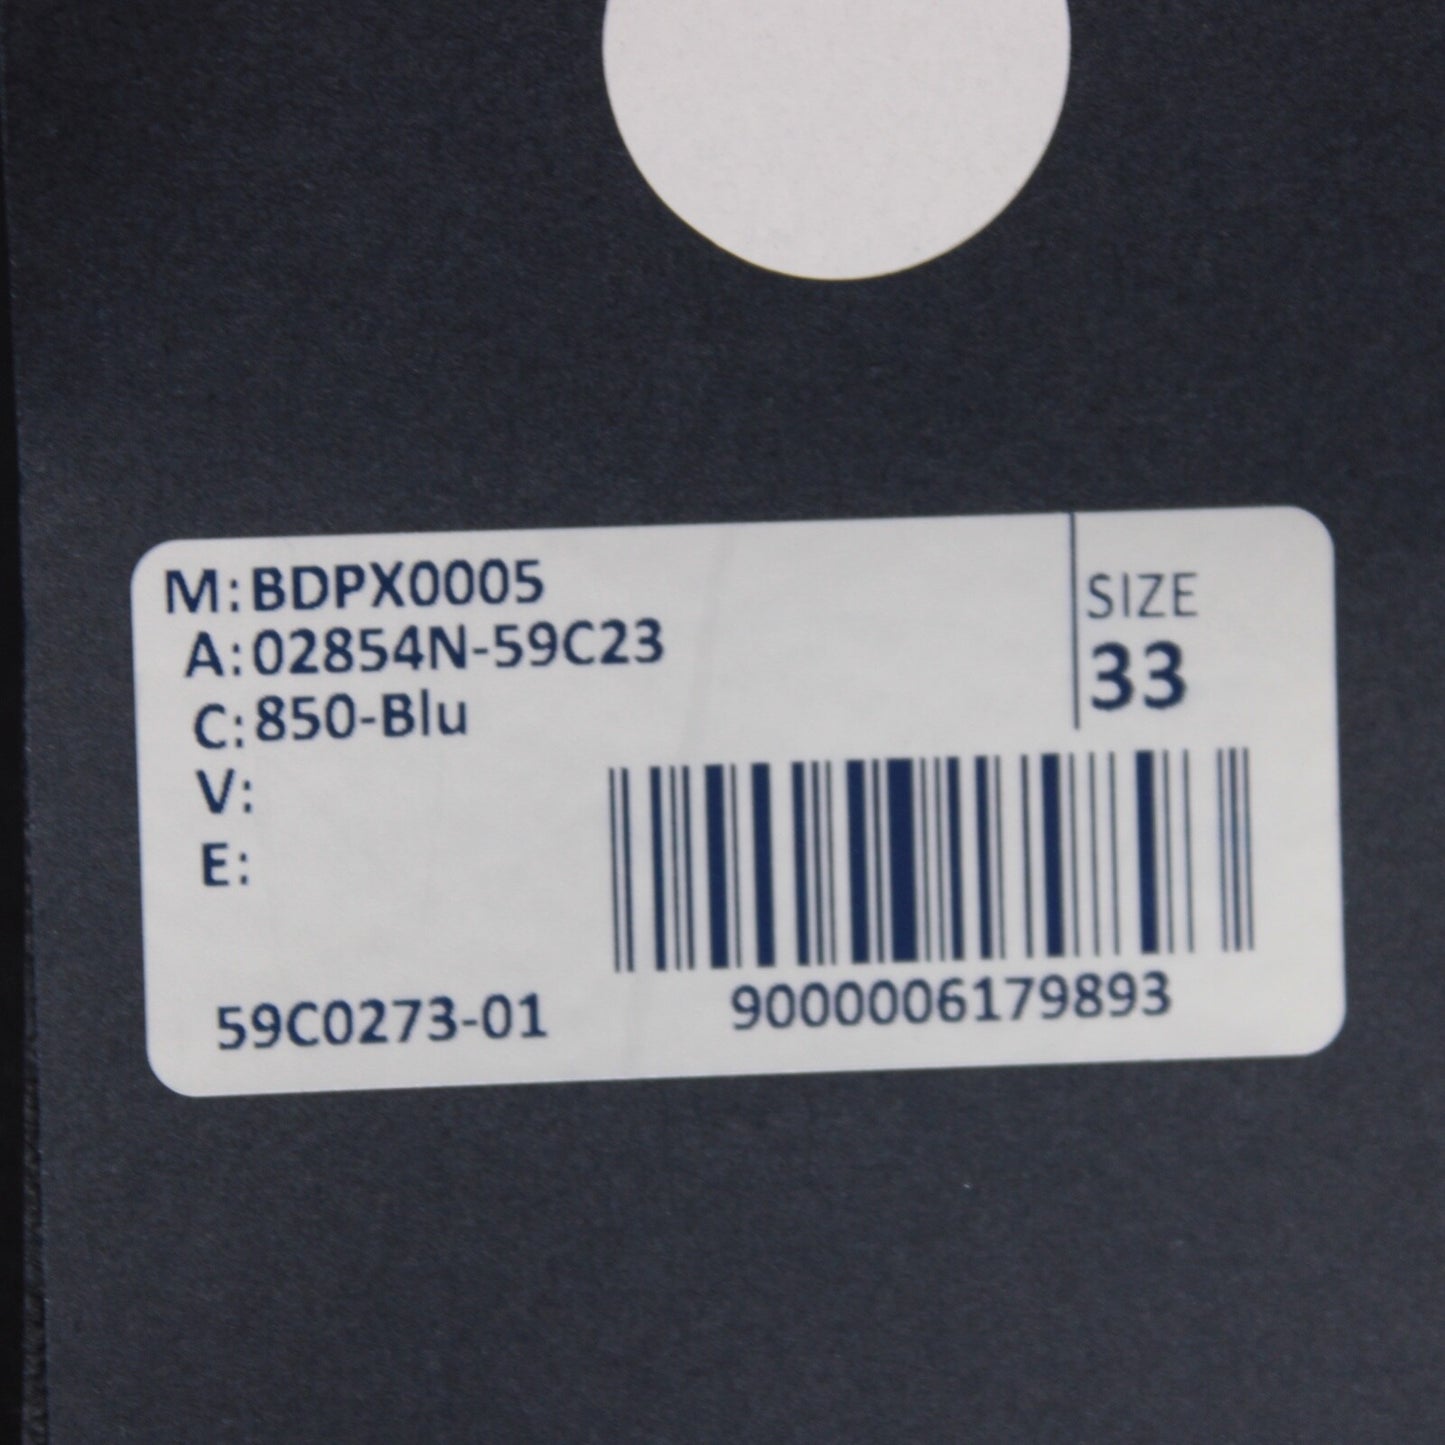 M: BDPX0005
A: 02854N-59C23
C: 850-Blu
V:
E:
SIZE
33
59C0273-01
9000006179893